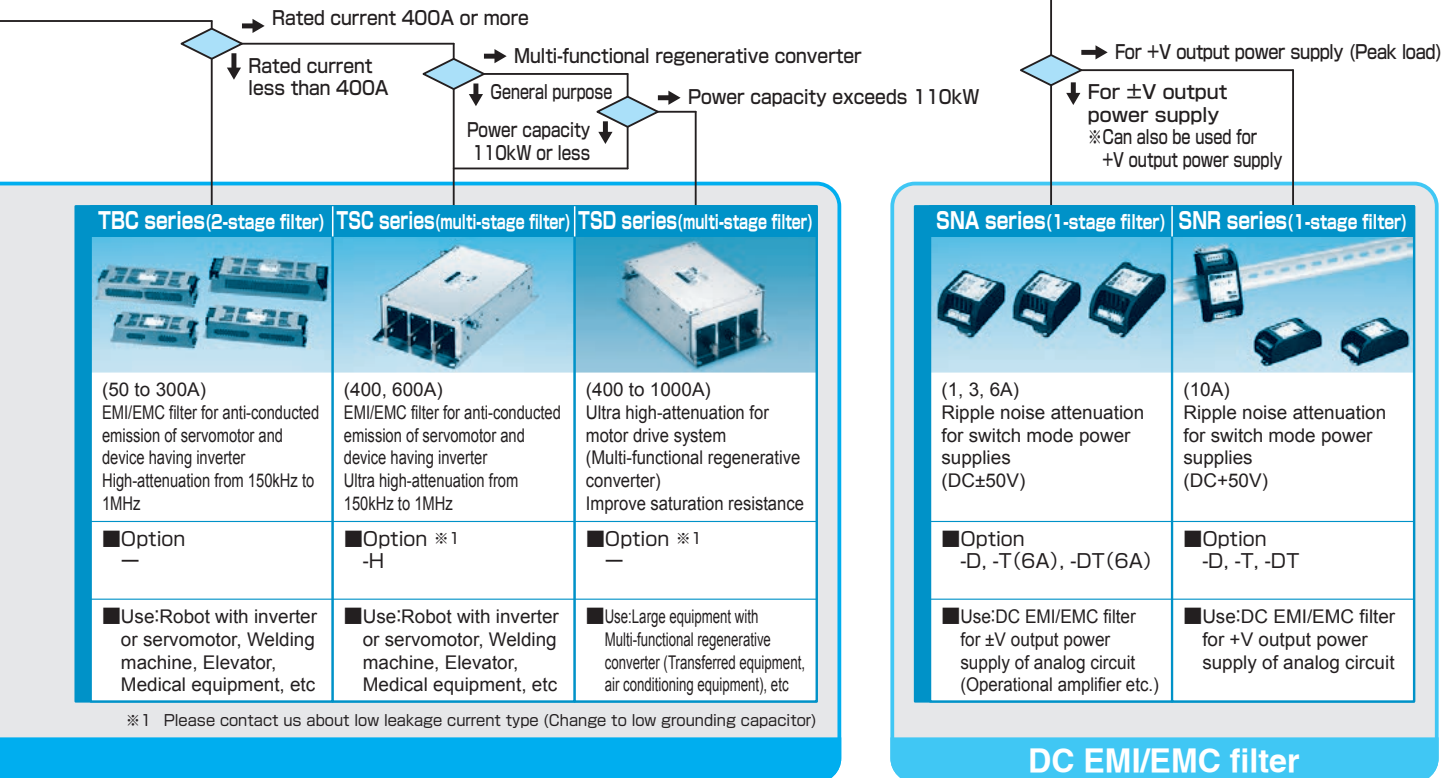 Rated current 400A or more
Rated current
less than 400A
Multi-functional regenerative converter
General purpose
Power capacity exceeds 110kW
Power capacity
110kW or less
For +V output power supply (Peak load)
For ±V output
power supply
※Can also be used for
+V output power supply
TBC series(2-stage filter)
(50 to 300A)
EMI/EMC filter for anti-conducted
emission of servomotor and
device having inverter
High-attenuation from 150kHz to
1MHz
■Option
—
■Use:Robot with inverter
or servomotor, Welding
machine, Elevator,
Medical equipment, etc
TSC series(multi-stage filter)
(400, 600A)
EMI/EMC filter for anti-conducted
emission of servomotor and
device having inverter
Ultra high-attenuation from
150kHz to 1MHz
■Option ※1
-H
■Use:Robot with inverter
or servomotor, Welding
machine, Elevator,
Medical equipment, etc
TSD series(multi-stage filter)
(400 to 1000A)
Ultra high-attenuation for
motor drive system
(Multi-functional regenerative
converter)
Improve saturation resistance
■Option ※1
—
■Use:Large equipment with
Multi-functional regenerative
converter (Transferred equipment,
air conditioning equipment), etc
※1 Please contact us about low leakage current type (Change to low grounding capacitor)
SNA series(1-stage filter)
(1, 3, 6A)
Ripple noise attenuation
for switch mode power
supplies
(DC±50V)
■Option
-D, -T(6A), -DT(6A)
■Use:DC EMI/EMC filter
for ±V output power
supply of analog circuit
(Operational amplifier etc.)
SNR series(1-stage filter)
(10A)
Ripple noise attenuation
for switch mode power
supplies
(DC+50V)
■Option
-D, -T, -DT
■Use:DC EMI/EMC filter
for +V output power
supply of analog circuit
DC EMI/EMC filter